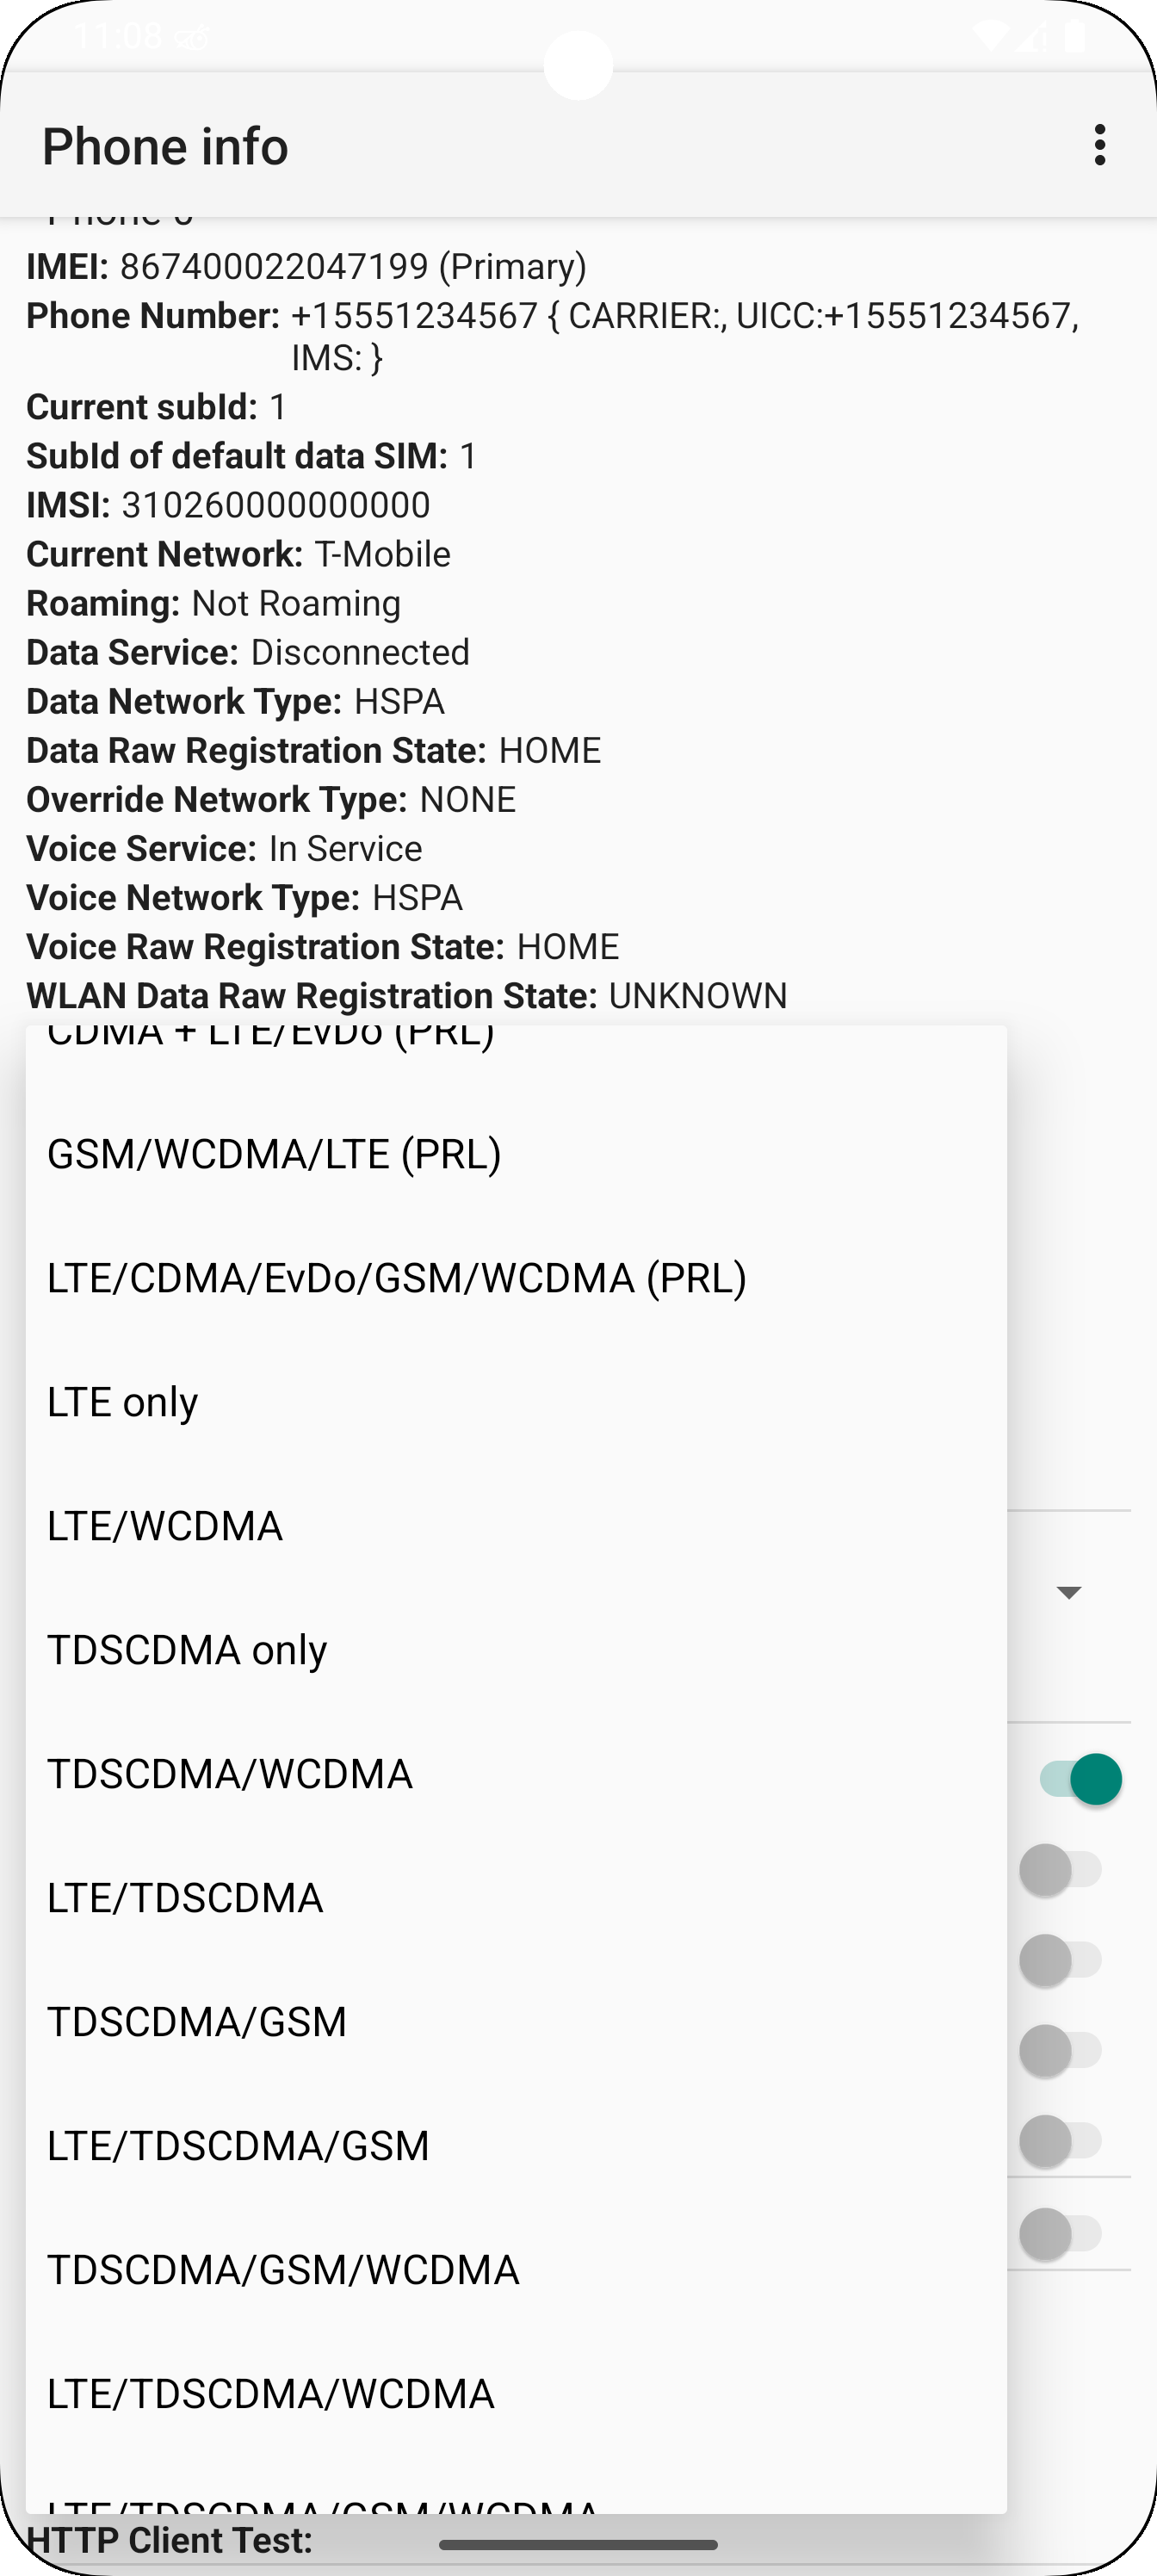 11:08
Phone info
Phone 0
IMEI: 867400022047199 (Primary)
Phone Number: +15551234567 { CARRIER:, UICC:+15551234567,
IMS: }
Current subId: 1
SubId of default data SIM: 1
IMSI: 310260000000000
Current Network: T-Mobile
Roaming: Not Roaming
Data Service: Disconnected
Data Network Type: HSPA
Data Raw Registration State: HOME
Override Network Type: NONE
Voice Service: In Service
Voice Network Type: HSPA
Voice Raw Registration State: HOME
WLAN Data Raw Registration State: UNKNOWN
CDMA + LTE/EvDo (PRL)
GSM/WCDMA/LTE (PRL)
LTE/CDMA/EvDo/GSM/WCDMA (PRL)
LTE only
LTE/WCDMA
TDSCDMA only
TDSCDMA/WCDMA
LTE/TDSCDMA
TDSCDMA/GSM
LTE/TDSCDMA/GSM
TDSCDMA/GSM/WCDMA
LTE/TDSCDMA/WCDMA
LTE/TDSCDMA/GSM/WCDMA
HTTP Client Test: